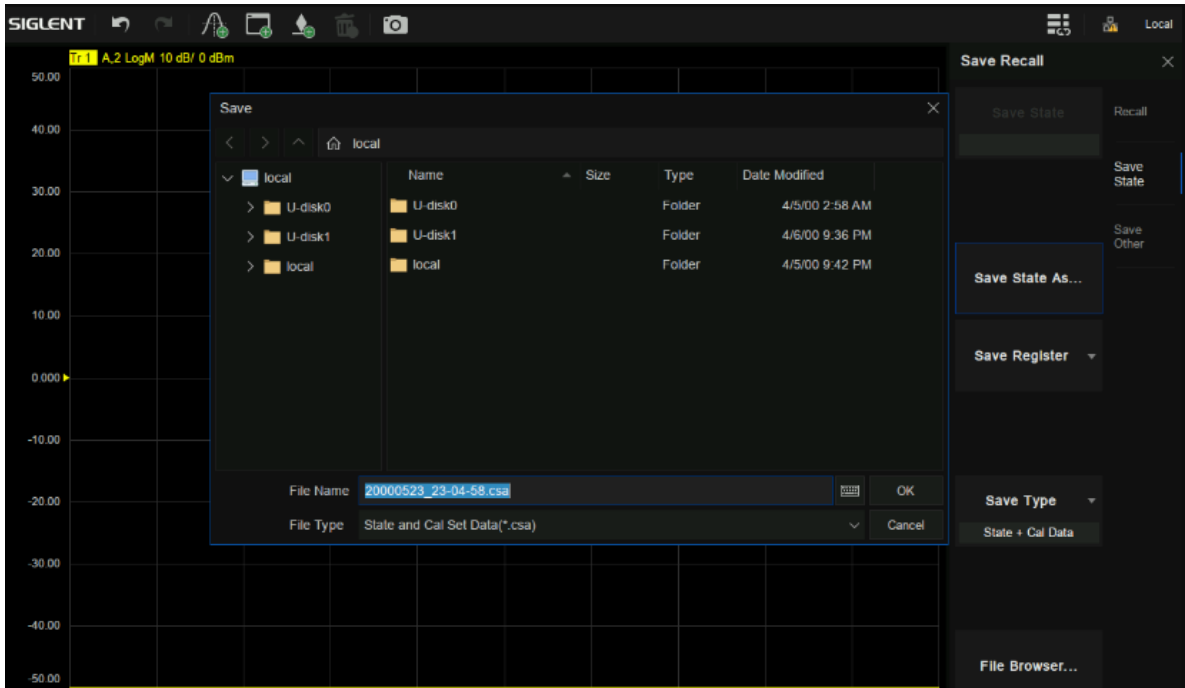 SIGLENT Local
Tr 1 A,2 LogM 10 dB/ 0 dBm
50.00
40.00
30.00
20.00
10.00
0.000
-10.00
-20.00
-30.00
-40.00
-50.00
Save
local
local
U-disk0
U-disk1
local
Name Size Type Date Modified
U-disk0 Folder 4/5/00 2:58 AM
U-disk1 Folder 4/6/00 9:36 PM
local Folder 4/5/00 9:42 PM
File Name 20000523_23-04-58.csa OK
File Type State and Cal Set Data(*.csa) Cancel
Save Recall
Save State
Save State As...
Save Register
Save Type
State + Cal Data
File Browser...
Recall
Save
State
Save
Other